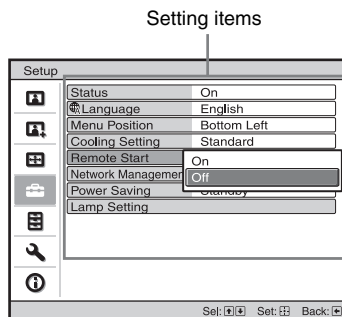 Setting items
Setup
Status On
Language English
Menu Position Bottom Left
Cooling Setting Standard
Remote Start On
Off
Network Managemen
Power Saving Standby
Lamp Setting
Sel: Set: Back: